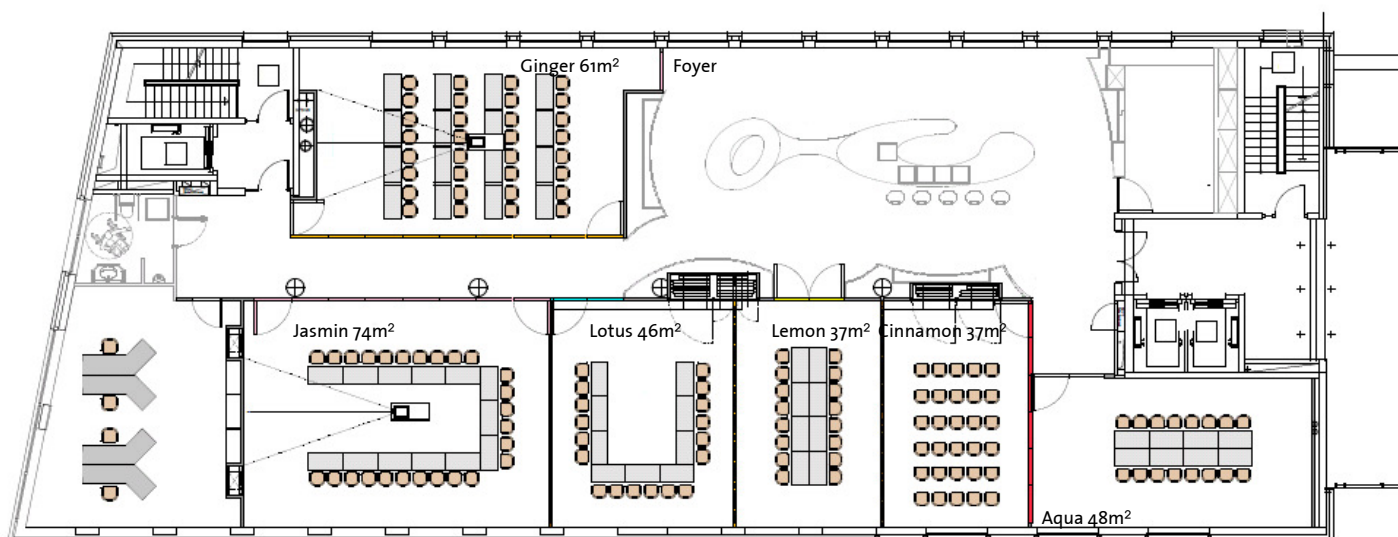 Ginger 61m²
Foyer
Jasmin 74m²
Lotus 46m²
Lemon 37m²
Cinnamon 37m²
Aqua 48m²